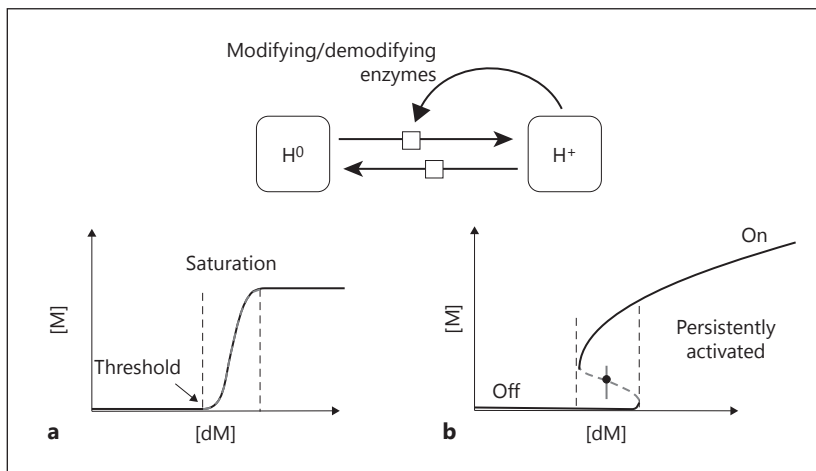 Modifying/demodifying
enzymes
H⁰
H⁺
Saturation
[M]
Threshold
a
[dM]
On
[M]
Persistently
activated
Off
b
[dM]